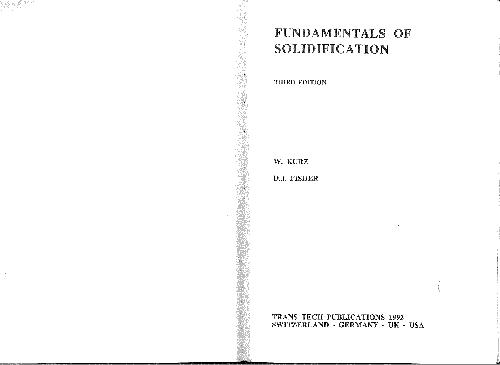 FUNDAMENTALS OF
SOLIDIFICATION
THIRD EDITION
W. KURZ
D.J. FISHER
TRANS TECH PUBLICATIONS 1992
SWITZERLAND - GERMANY - UK - USA